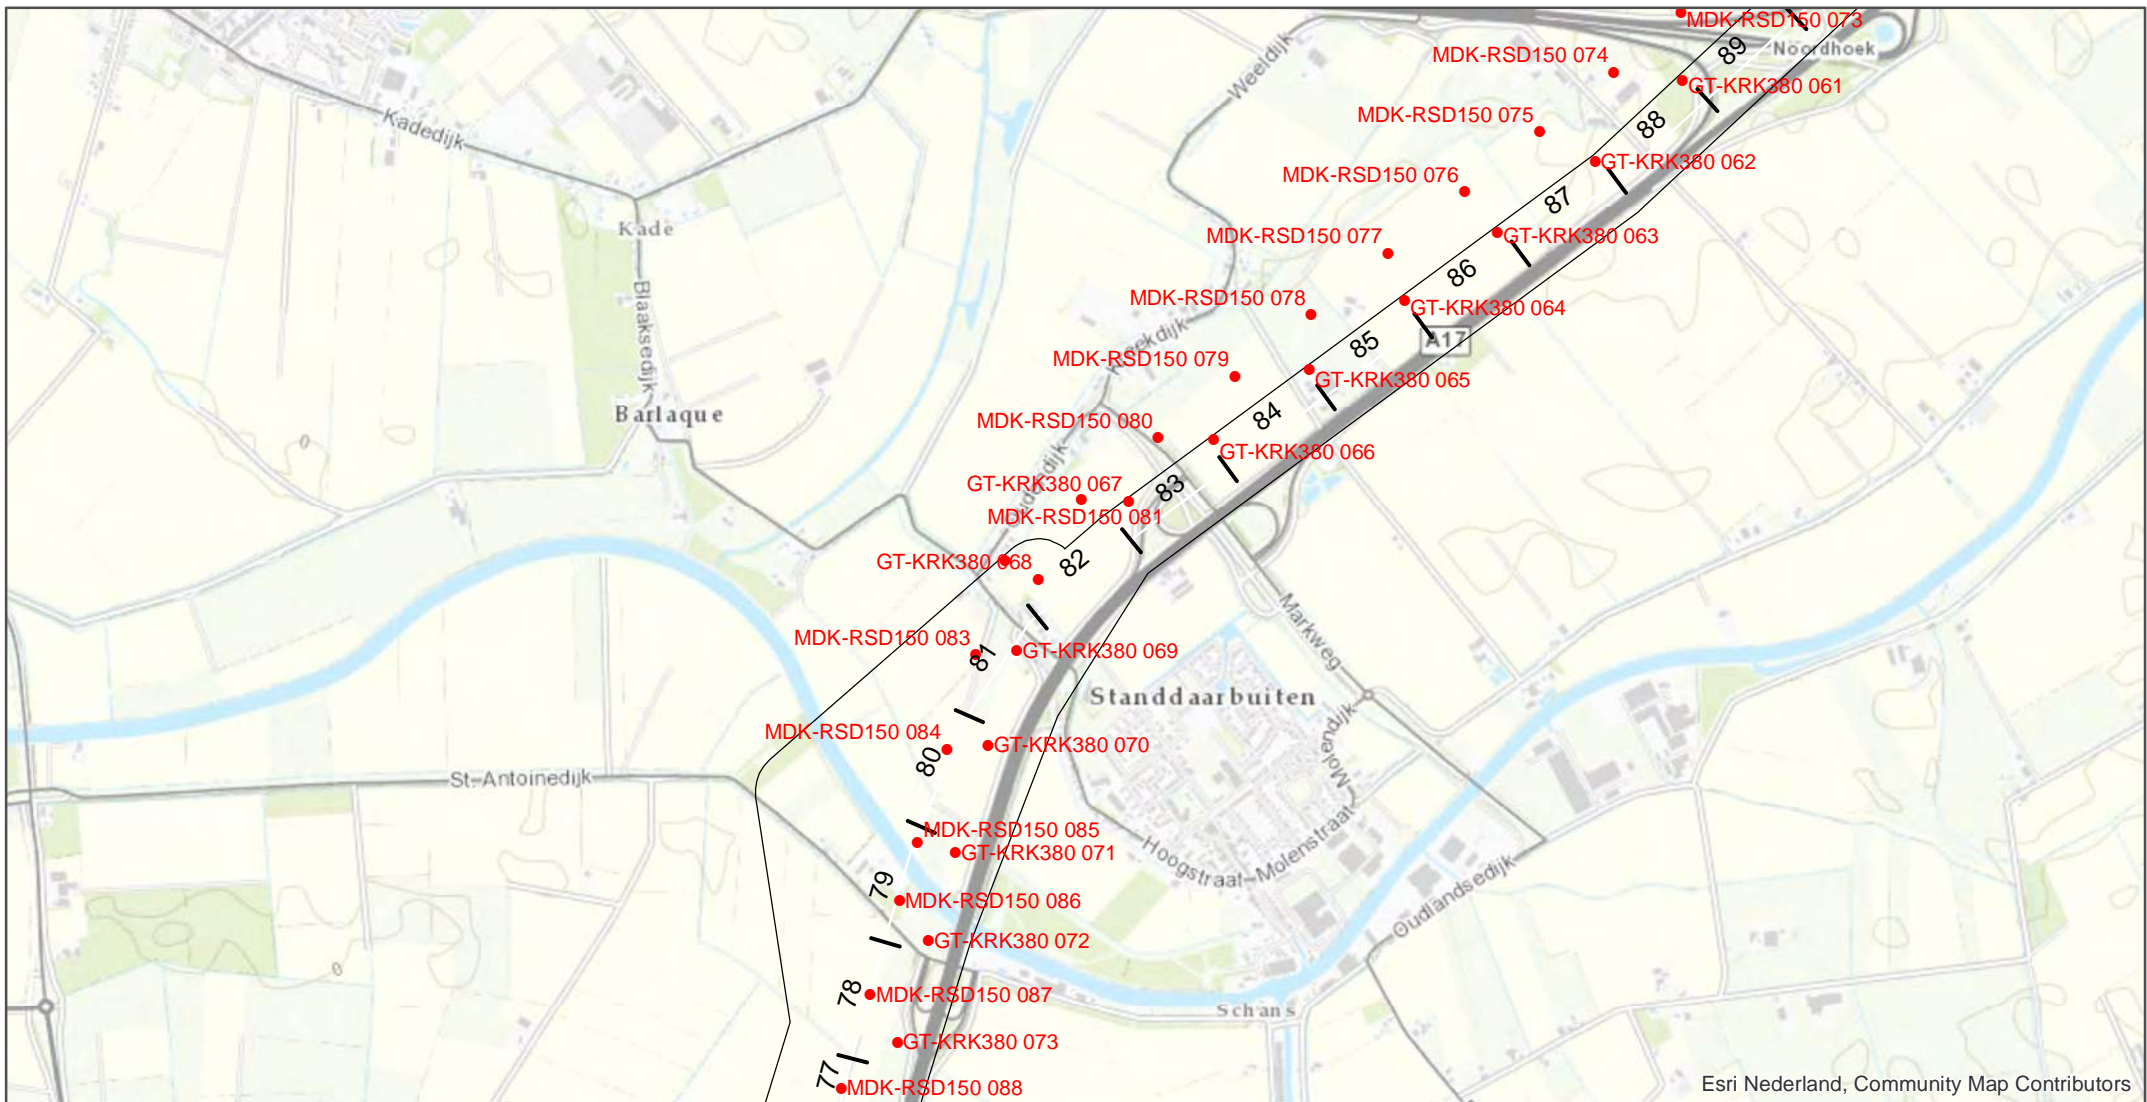 MDK-RSD150 073
Noordhoek
89
MDK-RSD150 074
Weeldijk
GT-KRK380 061
MDK-RSD150 075
88
Kadedijk
GT-KRK380 062
MDK-RSD150 076
87
Kade
MDK-RSD150 077
GT-KRK380 063
86
MDK-RSD150 078
GT-KRK380 064
Blaaksedijk
A17
85
MDK-RSD150 079
GT-KRK380 065
Barlaque
84
MDK-RSD150 080
GT-KRK380 066
GT-KRK380 067
83
MDK-RSD150 081
82
GT-KRK380 068
Markweg
MDK-RSD150 083
81
GT-KRK380 069
Standdaarbuiten
MDK-RSD150 084
GT-KRK380 070
80
Molendijk
St-Antoinedijk
MDK-RSD150 085
GT-KRK380 071
Hoogstraat-Molenstraat
79
Oudlandsedijk
MDK-RSD150 086
GT-KRK380 072
78
MDK-RSD150 087
Schans
GT-KRK380 073
77
MDK-RSD150 088
0
0
Esri Nederland, Community Map Contributors